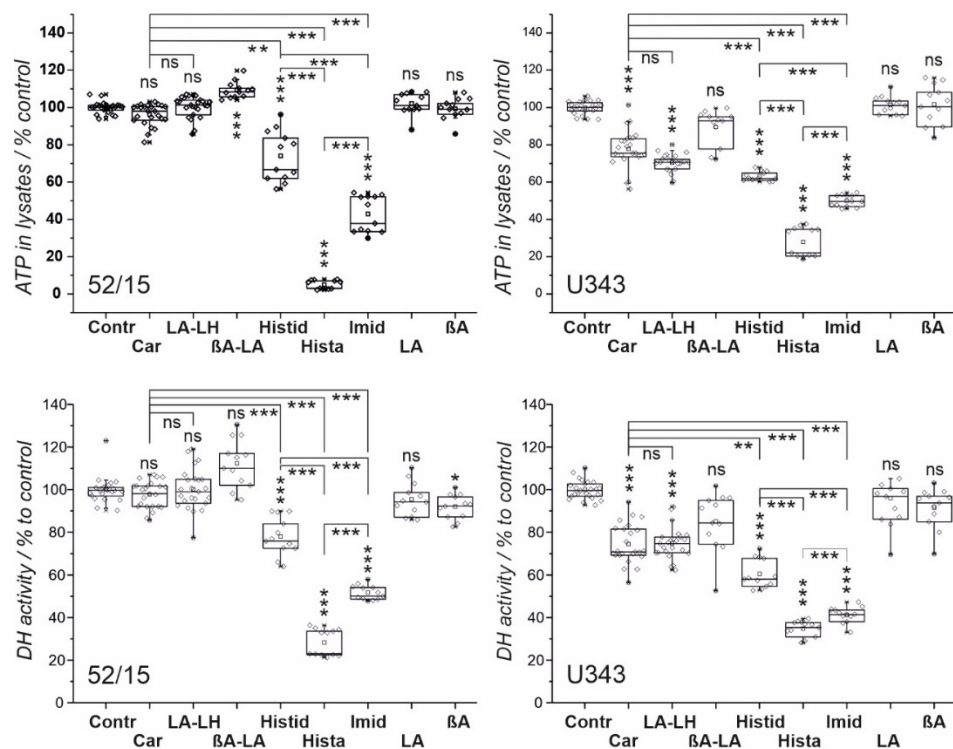 ATP in lysates / % control
140
120
100
80
60
40
20
0
***
***
** ***
ns *** ***
ns ns *** *** ns ns
*** *** ***
***
52/15
Contr LA-LH Histid Imid ßA
Car ßA-LA Hista LA
ATP in lysates / % control
140
120
100
80
60
40
20
0
***
***
***
ns ***
*** *** ns *** ns ns
*** ***
***
U343
Contr LA-LH Histid Imid ßA
Car ßA-LA Hista LA
DH activity / % to control
140
120
100
80
60
40
20
0
***
***
ns ns ***
ns ns *** *** ns *
*** *** ***
***
52/15
Contr LA-LH Histid Imid ßA
Car ßA-LA Hista LA
DH activity / % to control
140
120
100
80
60
40
20
0
***
***
ns **
*** *** ns *** ns ns
*** *** ***
*** ***
U343
Contr LA-LH Histid Imid ßA
Car ßA-LA Hista LA